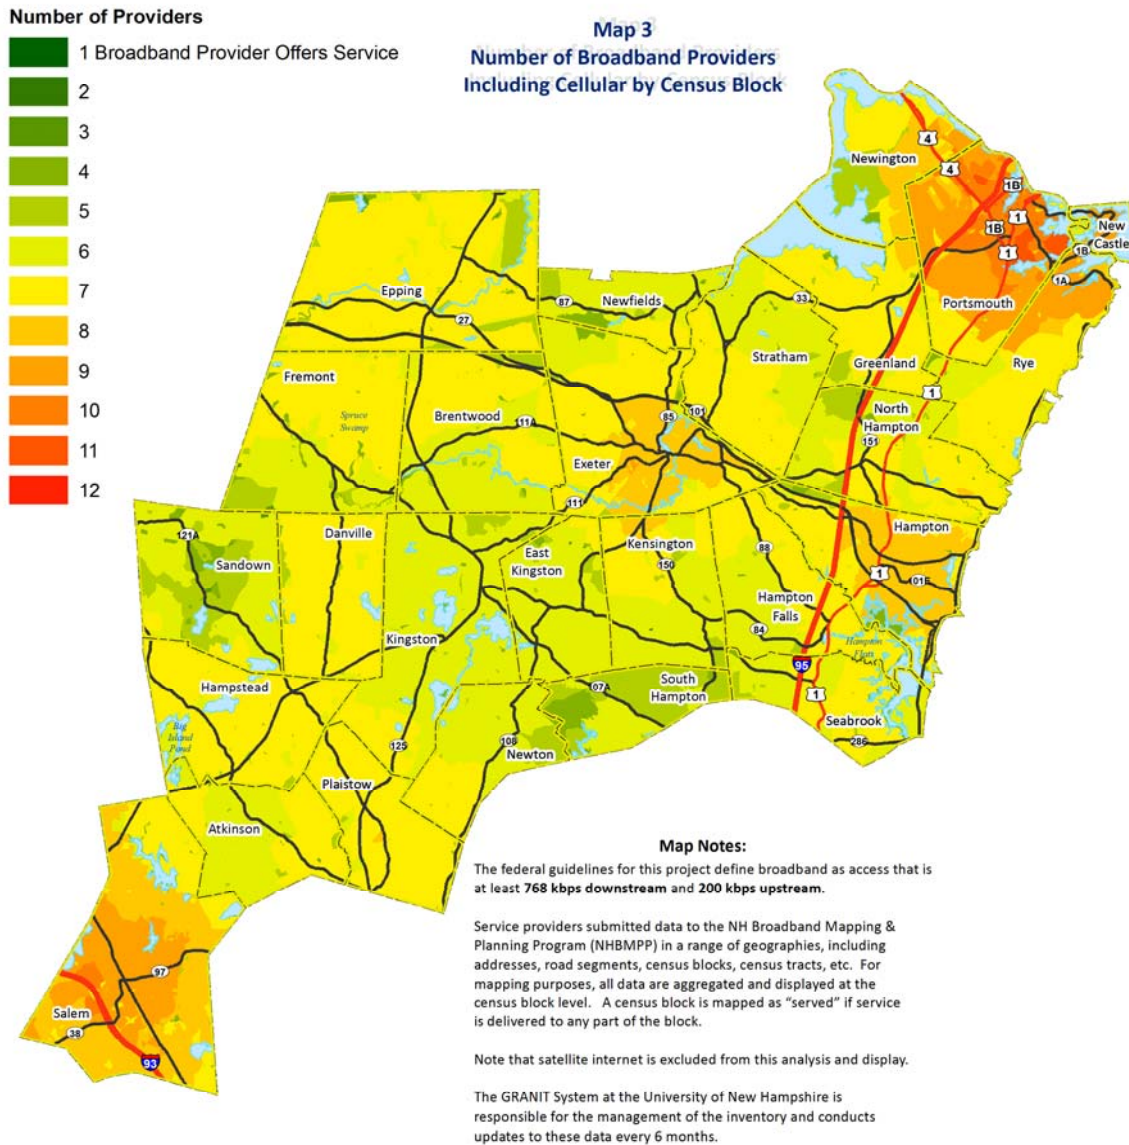 Number of Providers
1 Broadband Provider Offers Service
2
3
4
5
6
7
8
9
10
11
12
Map 3
Number of Broadband Providers
Including Cellular by Census Block
4
Newington
4
1B
1
1B
1
New
Castle
1B
1A
Portsmouth
Epping
87
Newfields
33
27
Stratham
Greenland
Rye
Fremont
1
Spruce
Swamp
Brentwood
111A
85
101
North
Hampton
151
Exeter
111
Hampton
121A
Danville
Sandown
East
Kingston
Kensington
150
88
1
01E
Hampton
Falls
84
Kingston
Hampton
Flats
95
Hampstead
07A
South
Hampton
1
Seabrook
286
Big
Island
Pond
125
108
Newton
Plaistow
Atkinson
97
Salem
38
93
Map Notes:
The federal guidelines for this project define broadband as access that is
at least 768 kbps downstream and 200 kbps upstream.
Service providers submitted data to the NH Broadband Mapping &
Planning Program (NHBMPP) in a range of geographies, including
addresses, road segments, census blocks, census tracts, etc. For
mapping purposes, all data are aggregated and displayed at the
census block level. A census block is mapped as “served” if service
is delivered to any part of the block.
Note that satellite internet is excluded from this analysis and display.
The GRANIT System at the University of New Hampshire is
responsible for the management of the inventory and conducts
updates to these data every 6 months.